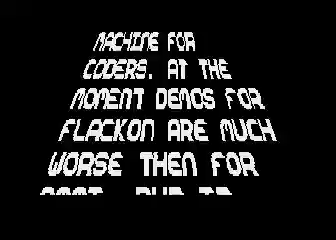 MACHINE FOR
CODERS. AT THE
MOMENT DEMOS FOR
FLACKON ARE MUCH
WORSE THEN FOR